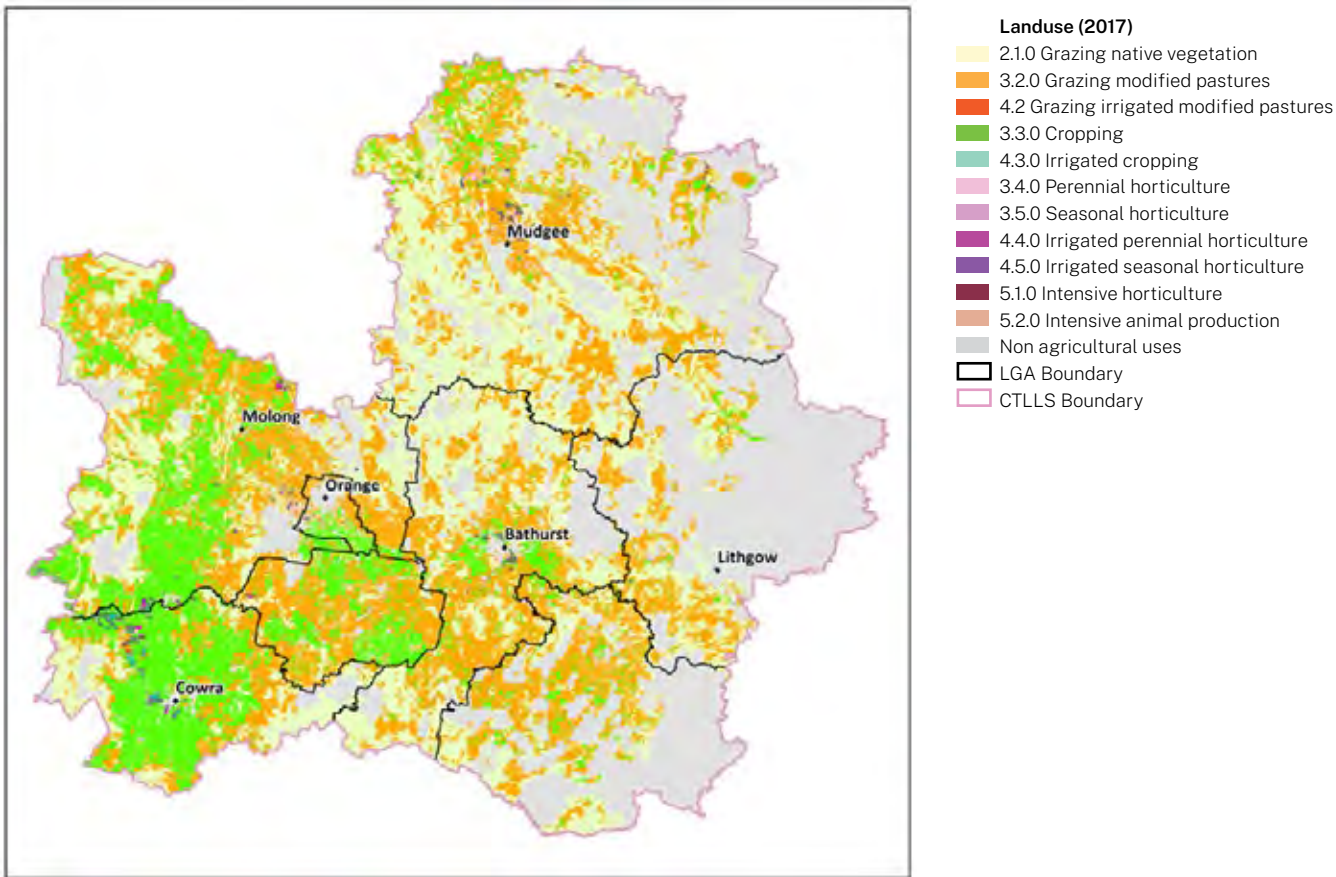 Landuse (2017)
2.1.0 Grazing native vegetation
3.2.0 Grazing modified pastures
4.2 Grazing irrigated modified pastures
3.3.0 Cropping
4.3.0 Irrigated cropping
3.4.0 Perennial horticulture
3.5.0 Seasonal horticulture
4.4.0 Irrigated perennial horticulture
4.5.0 Irrigated seasonal horticulture
5.1.0 Intensive horticulture
5.2.0 Intensive animal production
Non agricultural uses
LGA Boundary
CTLLS Boundary
Mudgee
Molong
Orange
Bathurst
Lithgow
Cowra